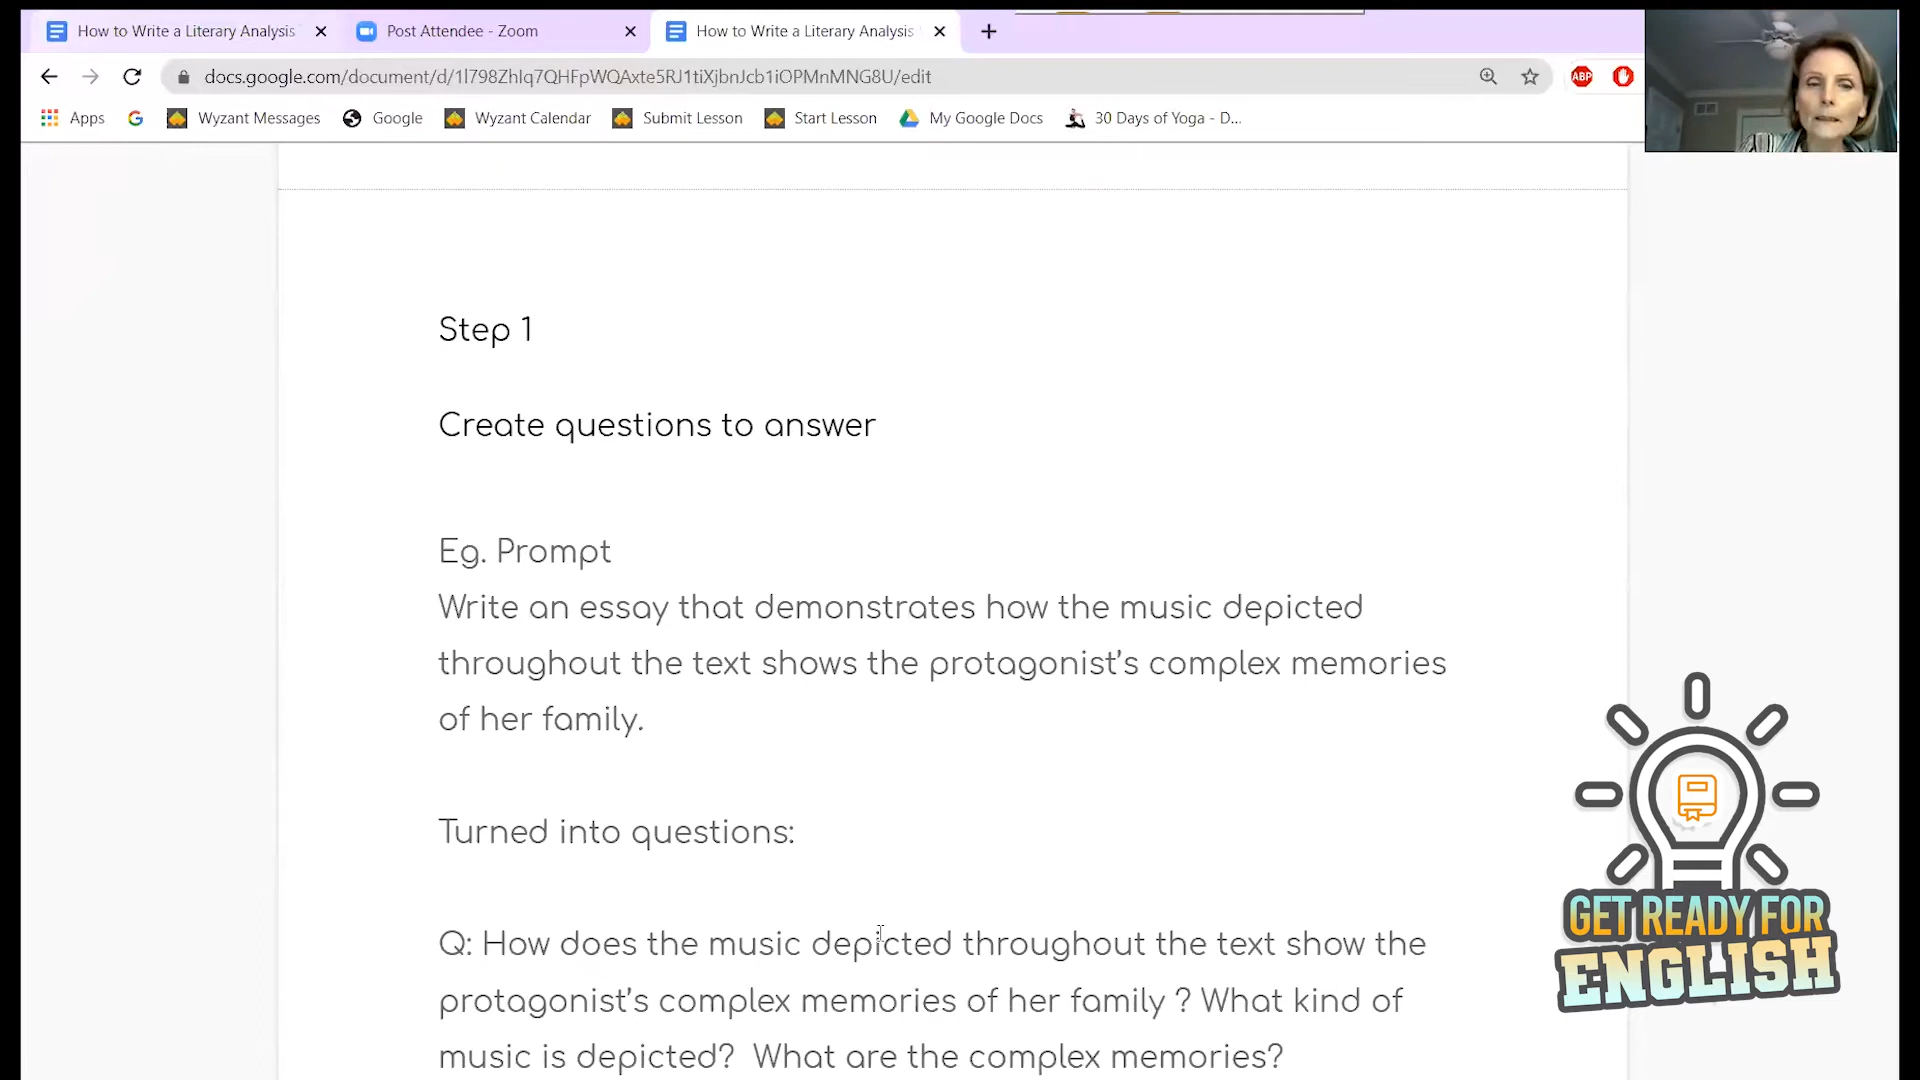 How to Write a Literary Analysis
Post Attendee - Zoom
How to Write a Literary Analysis
docs.google.com/document/d/1l798ZhIq7QHFpWQAxte5RJ1tiXjbnJcb1iOPMnMNG8U/edit
ABP
Apps
Wyzant Messages
Google
Wyzant Calendar
Submit Lesson
Start Lesson
My Google Docs
30 Days of Yoga - D...
Step 1
Create questions to answer
Eg. Prompt
Write an essay that demonstrates how the music depicted
throughout the text shows the protagonist's complex memories
of her family.
Turned into questions:
Q: How does the music depicted throughout the text show the
protagonist's complex memories of her family ? What kind of
music is depicted?  What are the complex memories?
GET READY FOR
ENGLISH